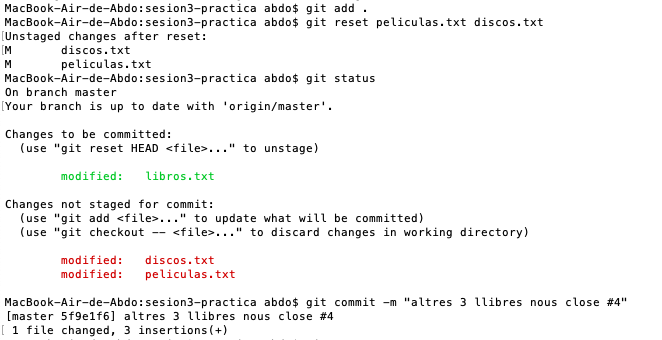 MacBook-Air-de-Abdo:sesion3-practica abdo$ git add .
MacBook-Air-de-Abdo:sesion3-practica abdo$ git reset peliculas.txt discos.txt
Unstaged changes after reset:
M       discos.txt
M       peliculas.txt
MacBook-Air-de-Abdo:sesion3-practica abdo$ git status
On branch master
Your branch is up to date with 'origin/master'.
Changes to be committed:
  (use "git reset HEAD <file>..." to unstage)
        modified:   libros.txt
Changes not staged for commit:
  (use "git add <file>..." to update what will be committed)
  (use "git checkout -- <file>..." to discard changes in working directory)
        modified:   discos.txt
        modified:   peliculas.txt
MacBook-Air-de-Abdo:sesion3-practica abdo$ git commit -m "altres 3 llibres nous close #4"
[master 5f9e1f6] altres 3 llibres nous close #4
 1 file changed, 3 insertions(+)